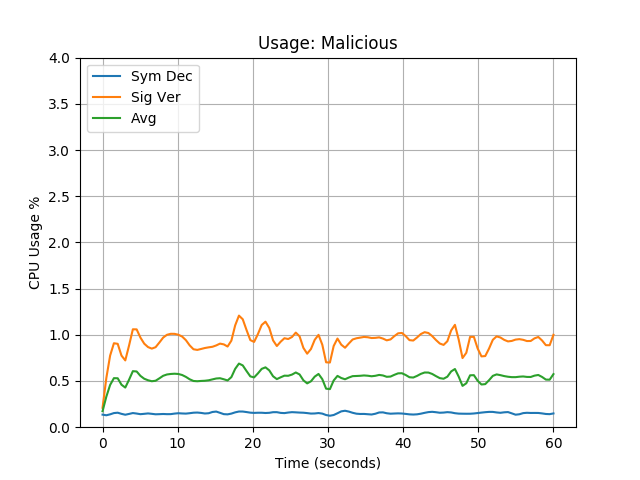 Usage: Malicious
Sym Dec
Sig Ver
Avg
CPU Usage %
4.0
3.5
3.0
2.5
2.0
1.5
1.0
0.5
0.0
0 10 20 30 40 50 60
Time (seconds)